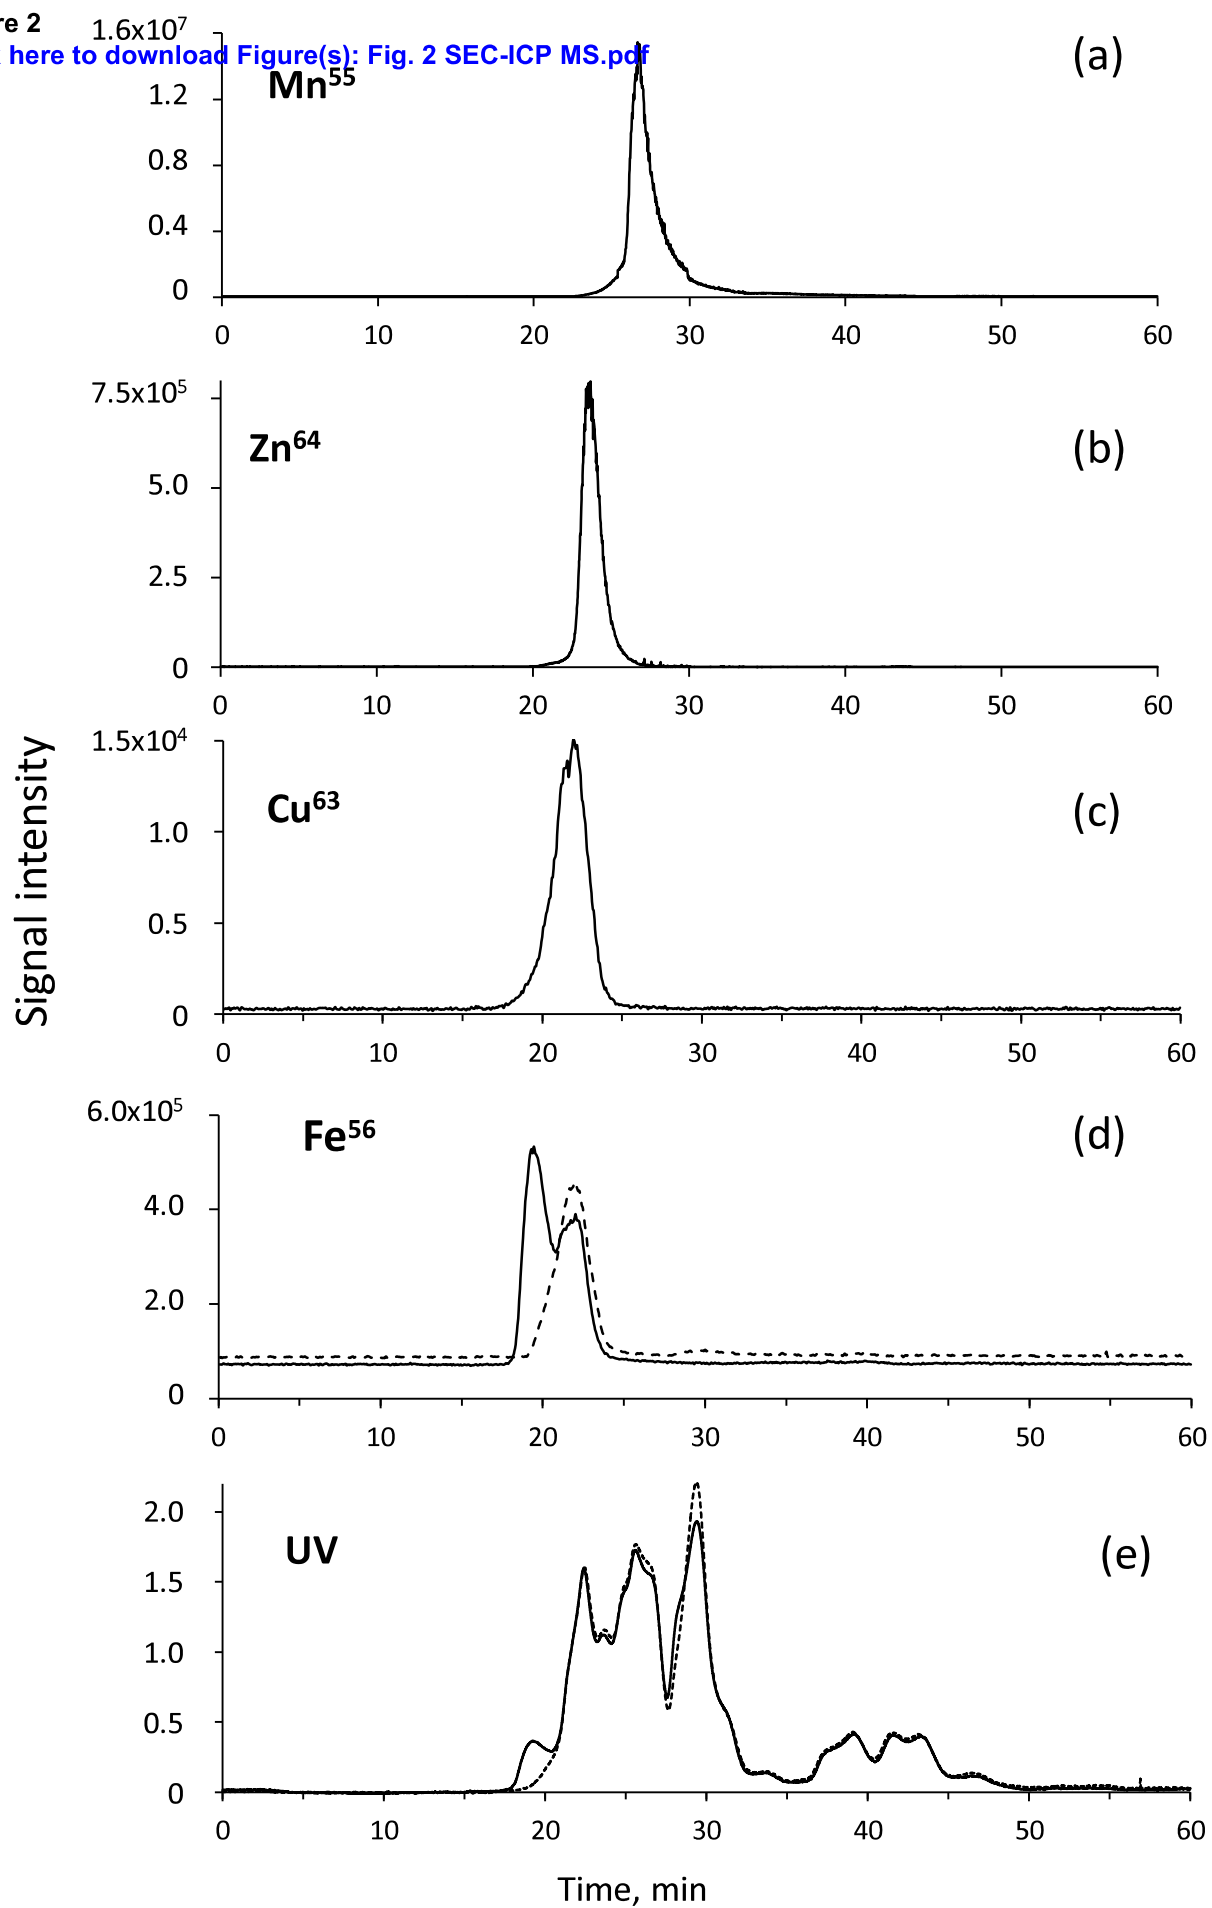 re 2
here to download Figure(s): Fig. 2 SEC-ICP MS.pdf
1.6x10⁷
(a)
Mn⁵⁵
1.2
0.8
0.4
0
0 10 20 30 40 50 60
7.5x10⁵
Zn⁶⁴
(b)
5.0
2.5
0
0 10 20 30 40 50 60
Signal intensity
1.5x10⁴
Cu⁶³
(c)
1.0
0.5
0
0 10 20 30 40 50 60
6.0x10⁵
Fe⁵⁶
(d)
4.0
2.0
0
0 10 20 30 40 50 60
2.0
UV
(e)
1.5
1.0
0.5
0
0 10 20 30 40 50 60
Time, min